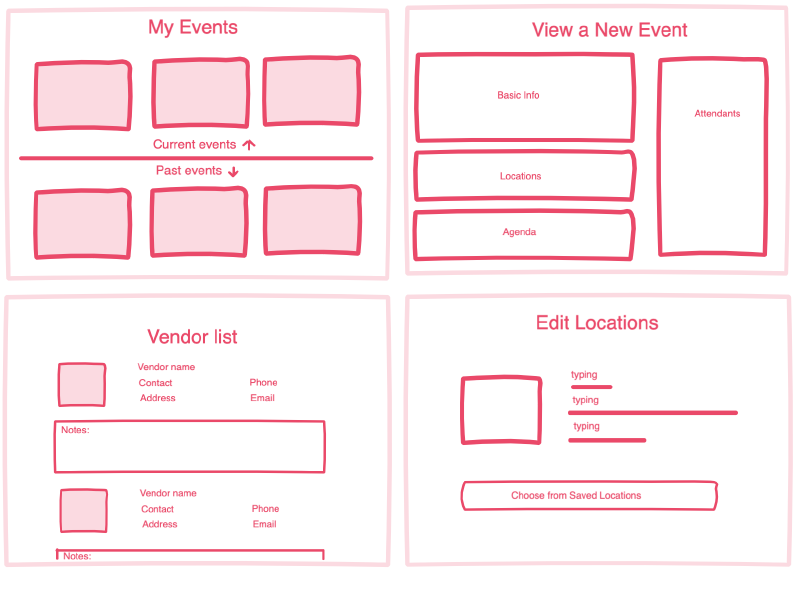 My Events
Current events
Past events
View a New Event
Basic Info
Attendants
Locations
Agenda
Vendor list
Vendor name
Contact Phone
Address Email
Notes:
Vendor name
Contact Phone
Address Email
Notes:
Edit Locations
typing
typing
typing
Choose from Saved Locations